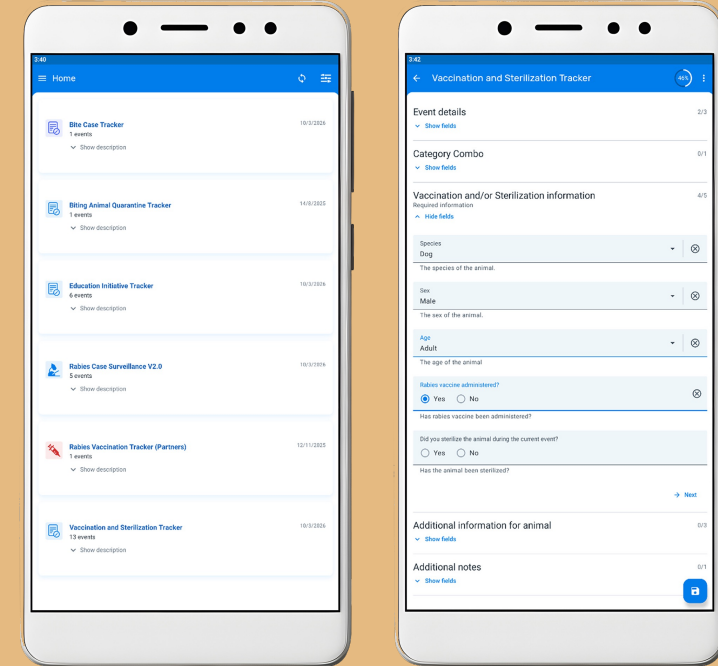 3:40
Home
Bite Case Tracker
10/3/2026
1 events
Show description
Biting Animal Quarantine Tracker
14/8/2025
1 events
Show description
Education Initiative Tracker
10/3/2026
6 events
Show description
Rabies Case Surveillance V2.0
10/3/2026
5 events
Show description
Rabies Vaccination Tracker (Partners)
12/11/2025
1 events
Show description
Vaccination and Sterilization Tracker
10/3/2026
13 events
Show description
3:42
Vaccination and Sterilization Tracker
46%
Event details
2/3
Show fields
Category Combo
0/1
Show fields
Vaccination and/or Sterilization information
4/5
Required information
Hide fields
Species
Dog
The species of the animal.
Sex
Male
The sex of the animal.
Age
Adult
The age of the animal
Rabies vaccine administered?
Yes No
Has rabies vaccine been administered?
Did you sterilize the animal during the current event?
Yes No
Has the animal been sterilized?
Next
Additional information for animal
0/3
Show fields
Additional notes
0/1
Show fields